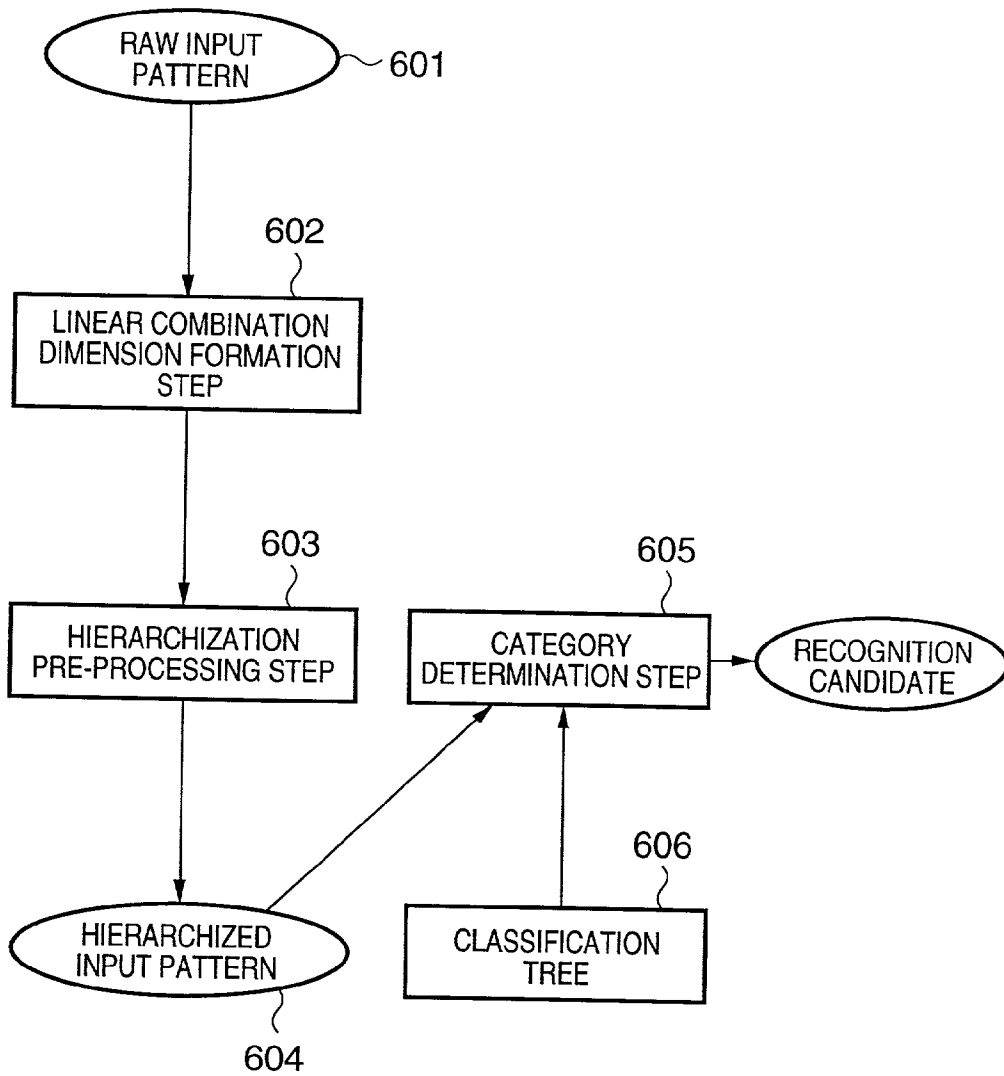 RAW INPUT
PATTERN
601
602
LINEAR COMBINATION
DIMENSION FORMATION
STEP
603
HIERARCHIZATION
PRE-PROCESSING STEP
605
CATEGORY
DETERMINATION STEP
RECOGNITION
CANDIDATE
HIERARCHIZED
INPUT PATTERN
604
606
CLASSIFICATION
TREE